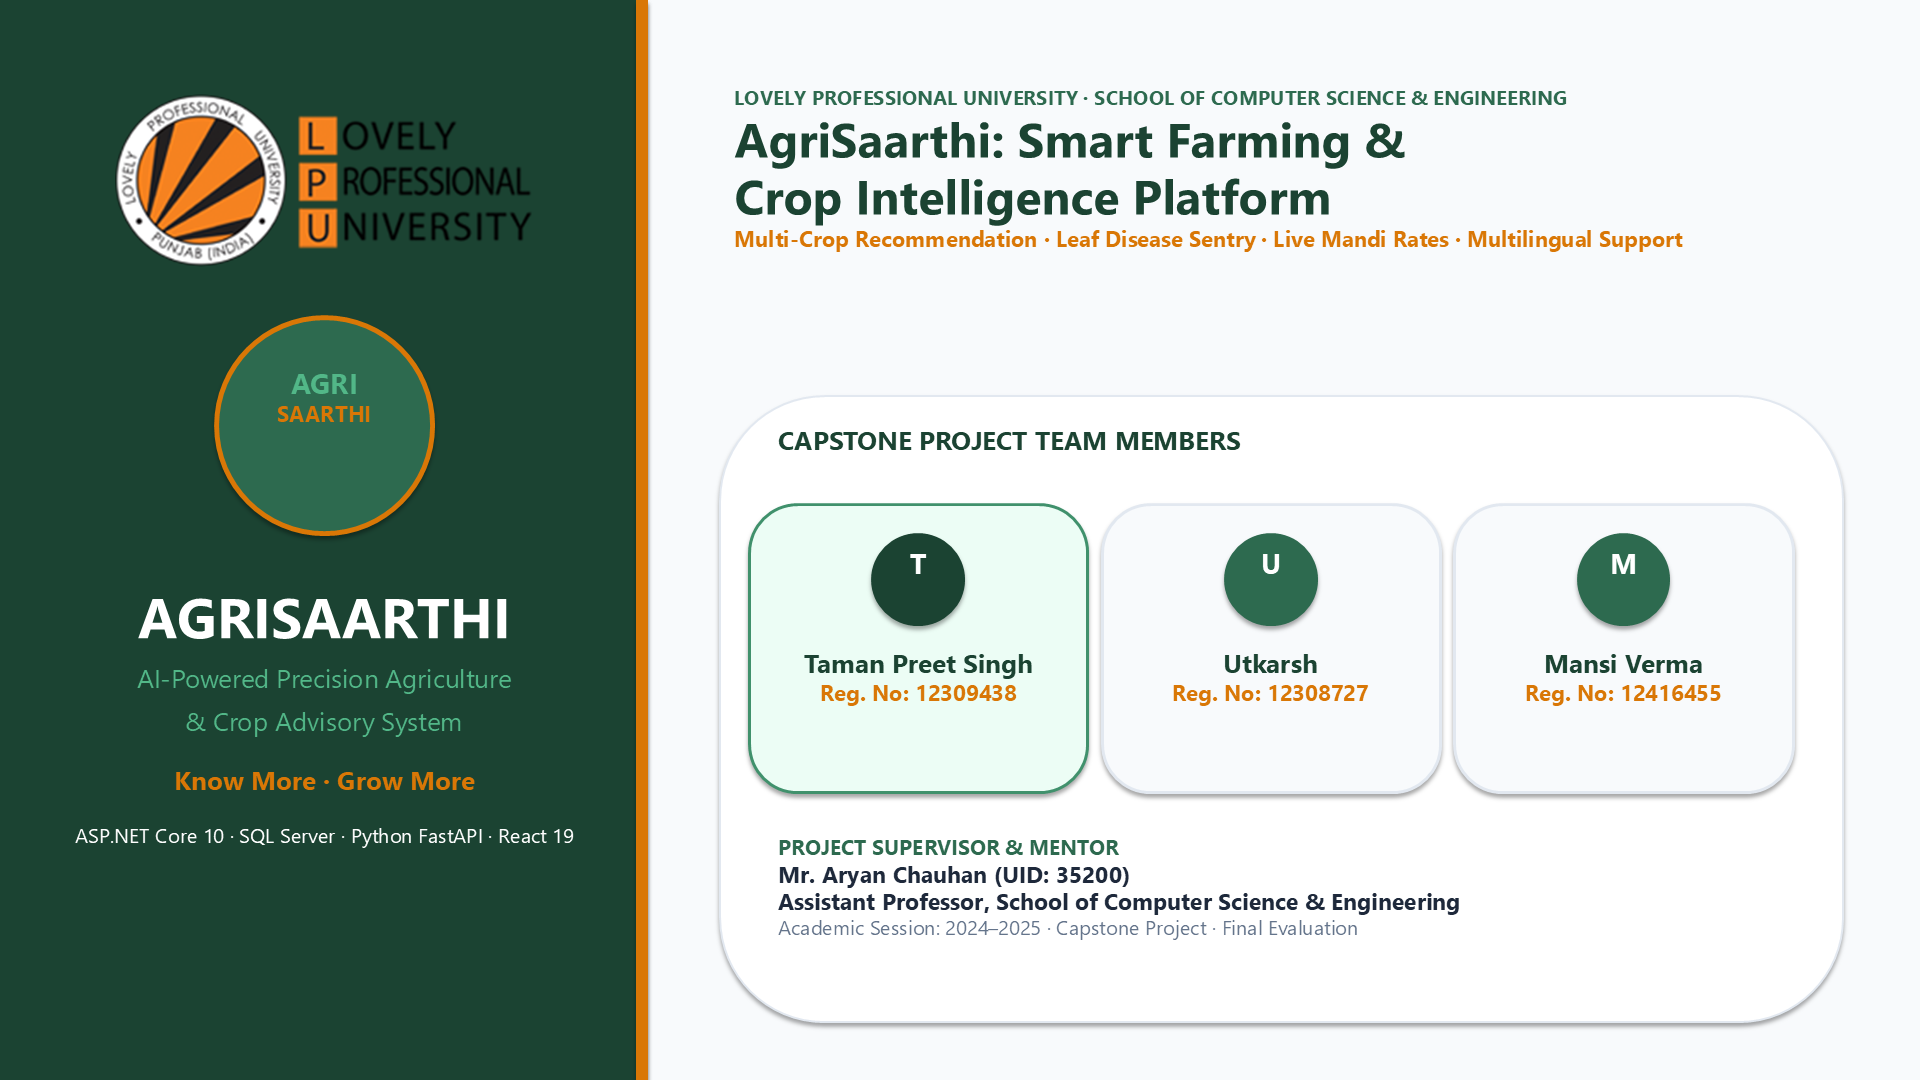 LOVELY PROFESSIONAL UNIVERSITY PUNJAB (INDIA)
LOVELY
PROFESSIONAL
UNIVERSITY
AGRI
SAARTHI
AGRISAARTHI
AI-Powered Precision Agriculture
& Crop Advisory System
Know More · Grow More
ASP.NET Core 10 · SQL Server · Python FastAPI · React 19
LOVELY PROFESSIONAL UNIVERSITY · SCHOOL OF COMPUTER SCIENCE & ENGINEERING
AgriSaarthi: Smart Farming &
Crop Intelligence Platform
Multi-Crop Recommendation · Leaf Disease Sentry · Live Mandi Rates · Multilingual Support
CAPSTONE PROJECT TEAM MEMBERS
T
Taman Preet Singh
Reg. No: 12309438
U
Utkarsh
Reg. No: 12308727
M
Mansi Verma
Reg. No: 12416455
PROJECT SUPERVISOR & MENTOR
Mr. Aryan Chauhan (UID: 35200)
Assistant Professor, School of Computer Science & Engineering
Academic Session: 2024–2025 · Capstone Project · Final Evaluation